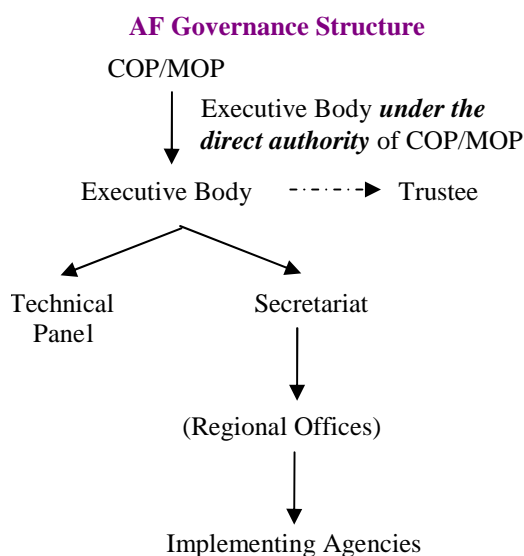 AF Governance Structure
COP/MOP
Executive Body under the
direct authority of COP/MOP
Executive Body
Trustee
Technical
Panel
Secretariat
(Regional Offices)
Implementing Agencies